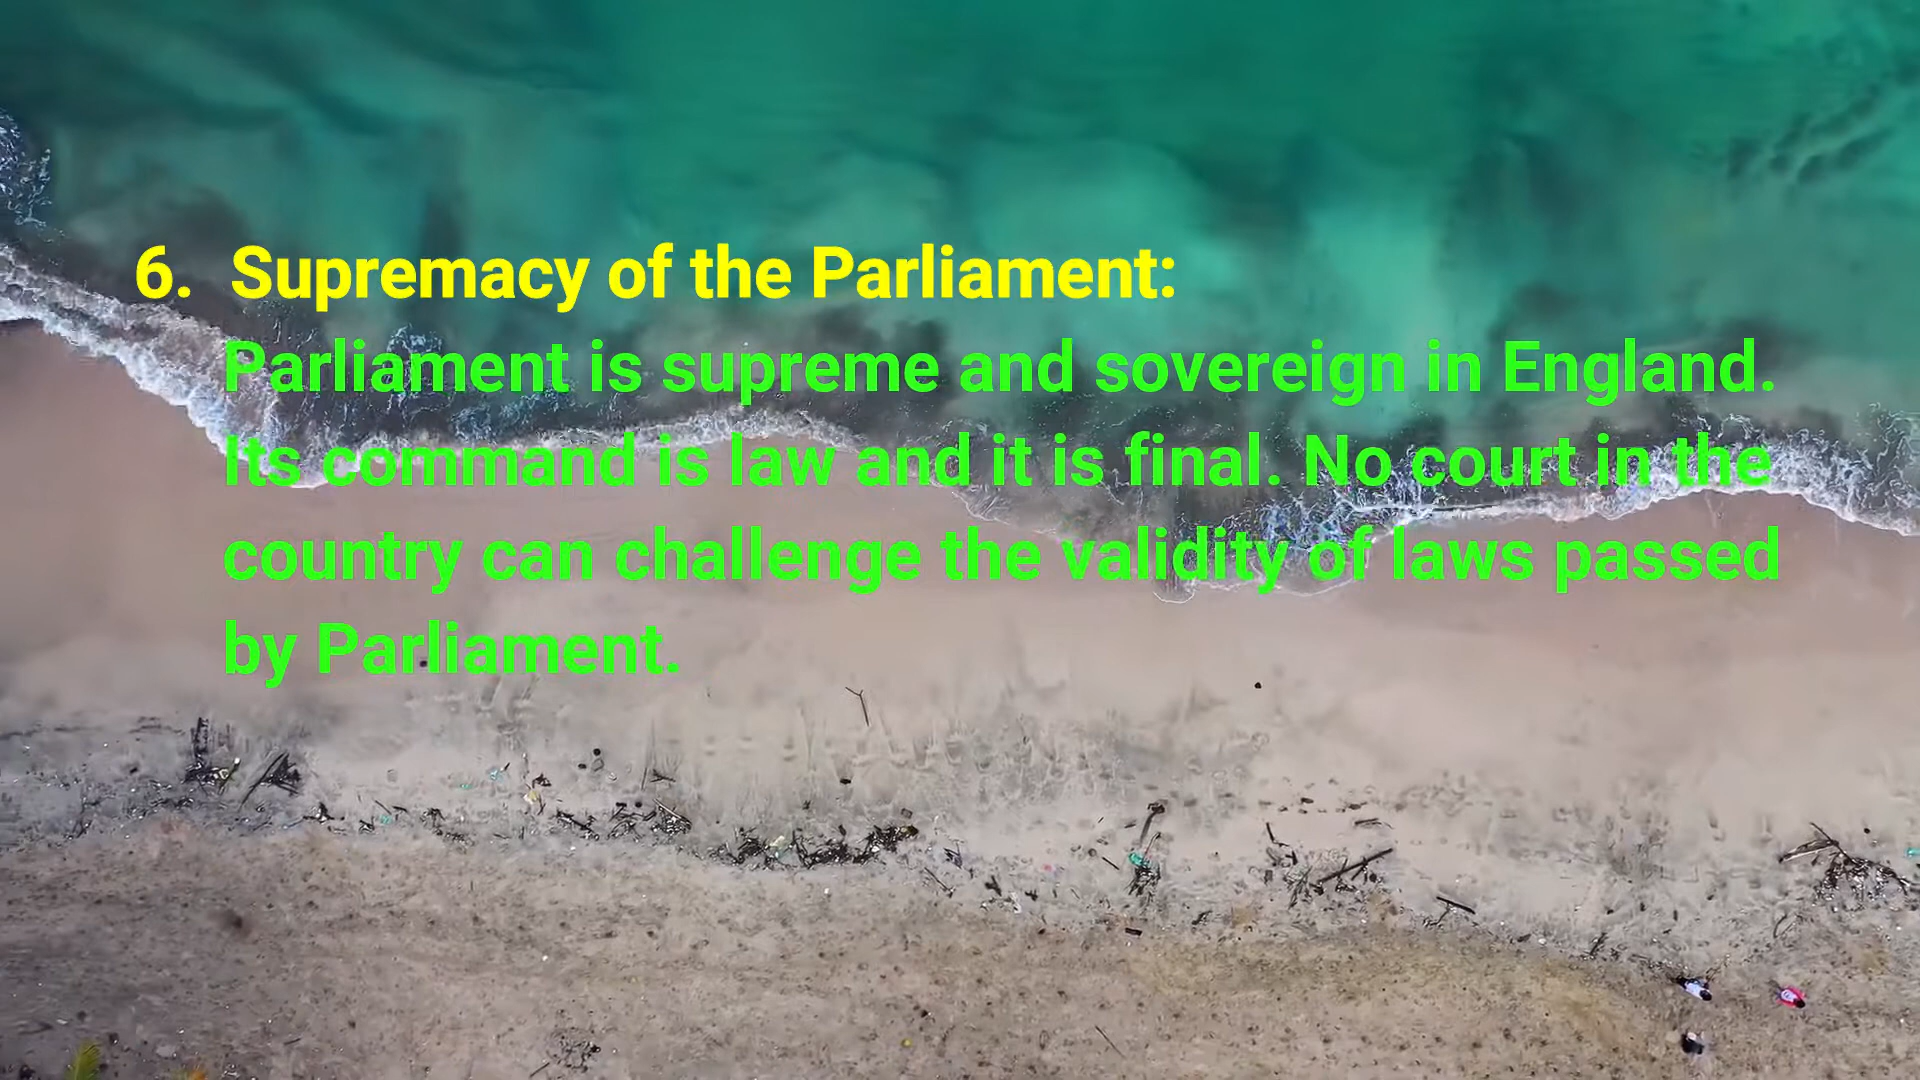 6. Supremacy of the Parliament:
Parliament is supreme and sovereign in England.
Its command is law and it is final. No court in the
country can challenge the validity of laws passed
by Parliament.